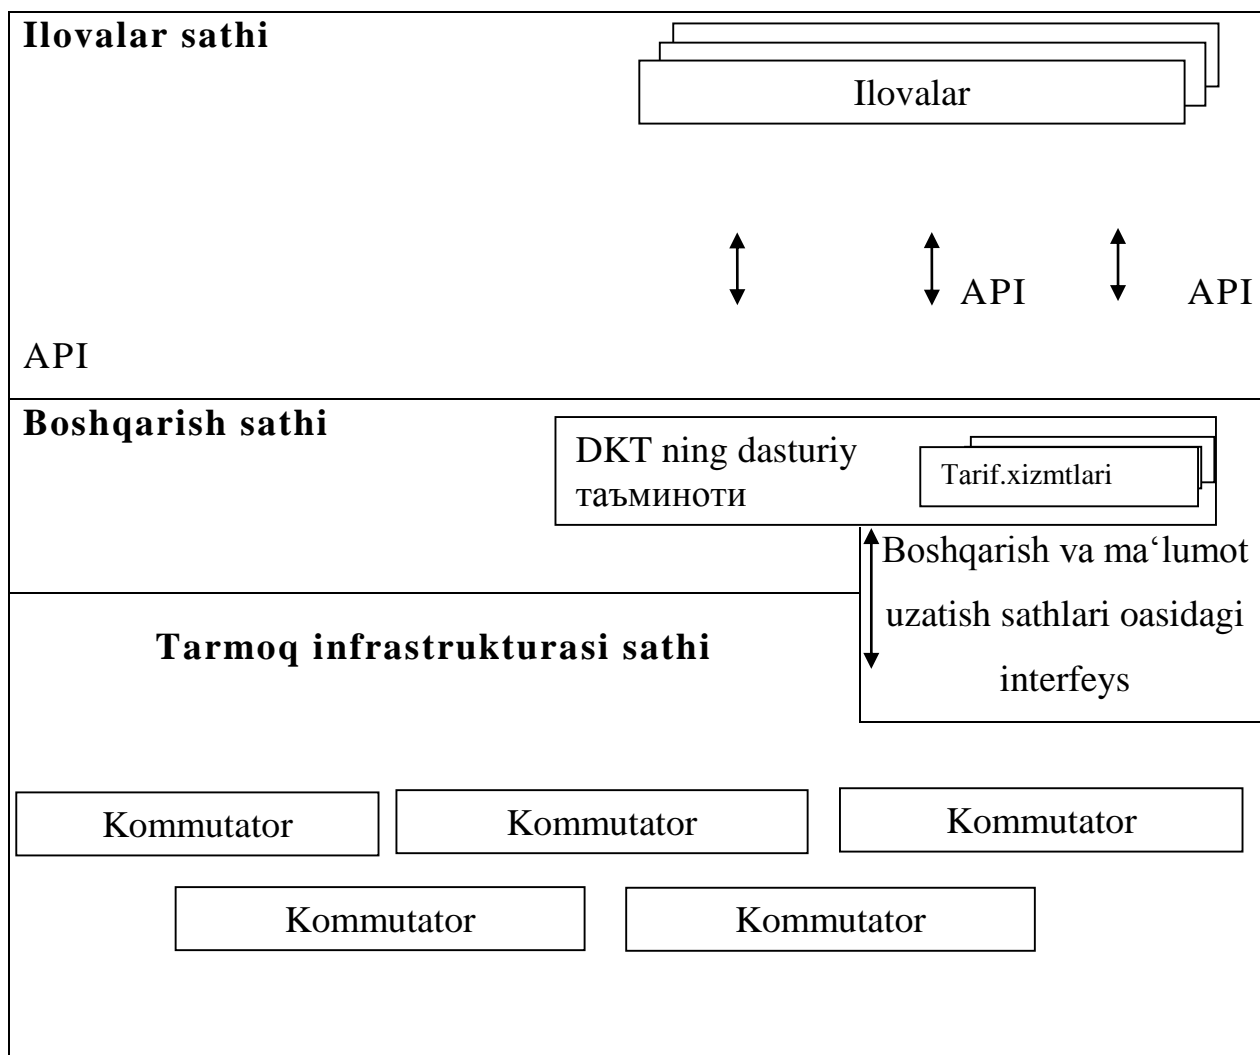 Ilovalar sathi
Ilovalar
API API
API
Boshqarish sathi
DKT ning dasturiy
таъминоти
Tarif.xizmtlari
Boshqarish va ma‘lumot
uzatish sathlari oasidagi
interfeys
Tarmoq infrastrukturasi sathi
Kommutator
Kommutator
Kommutator
Kommutator
Kommutator